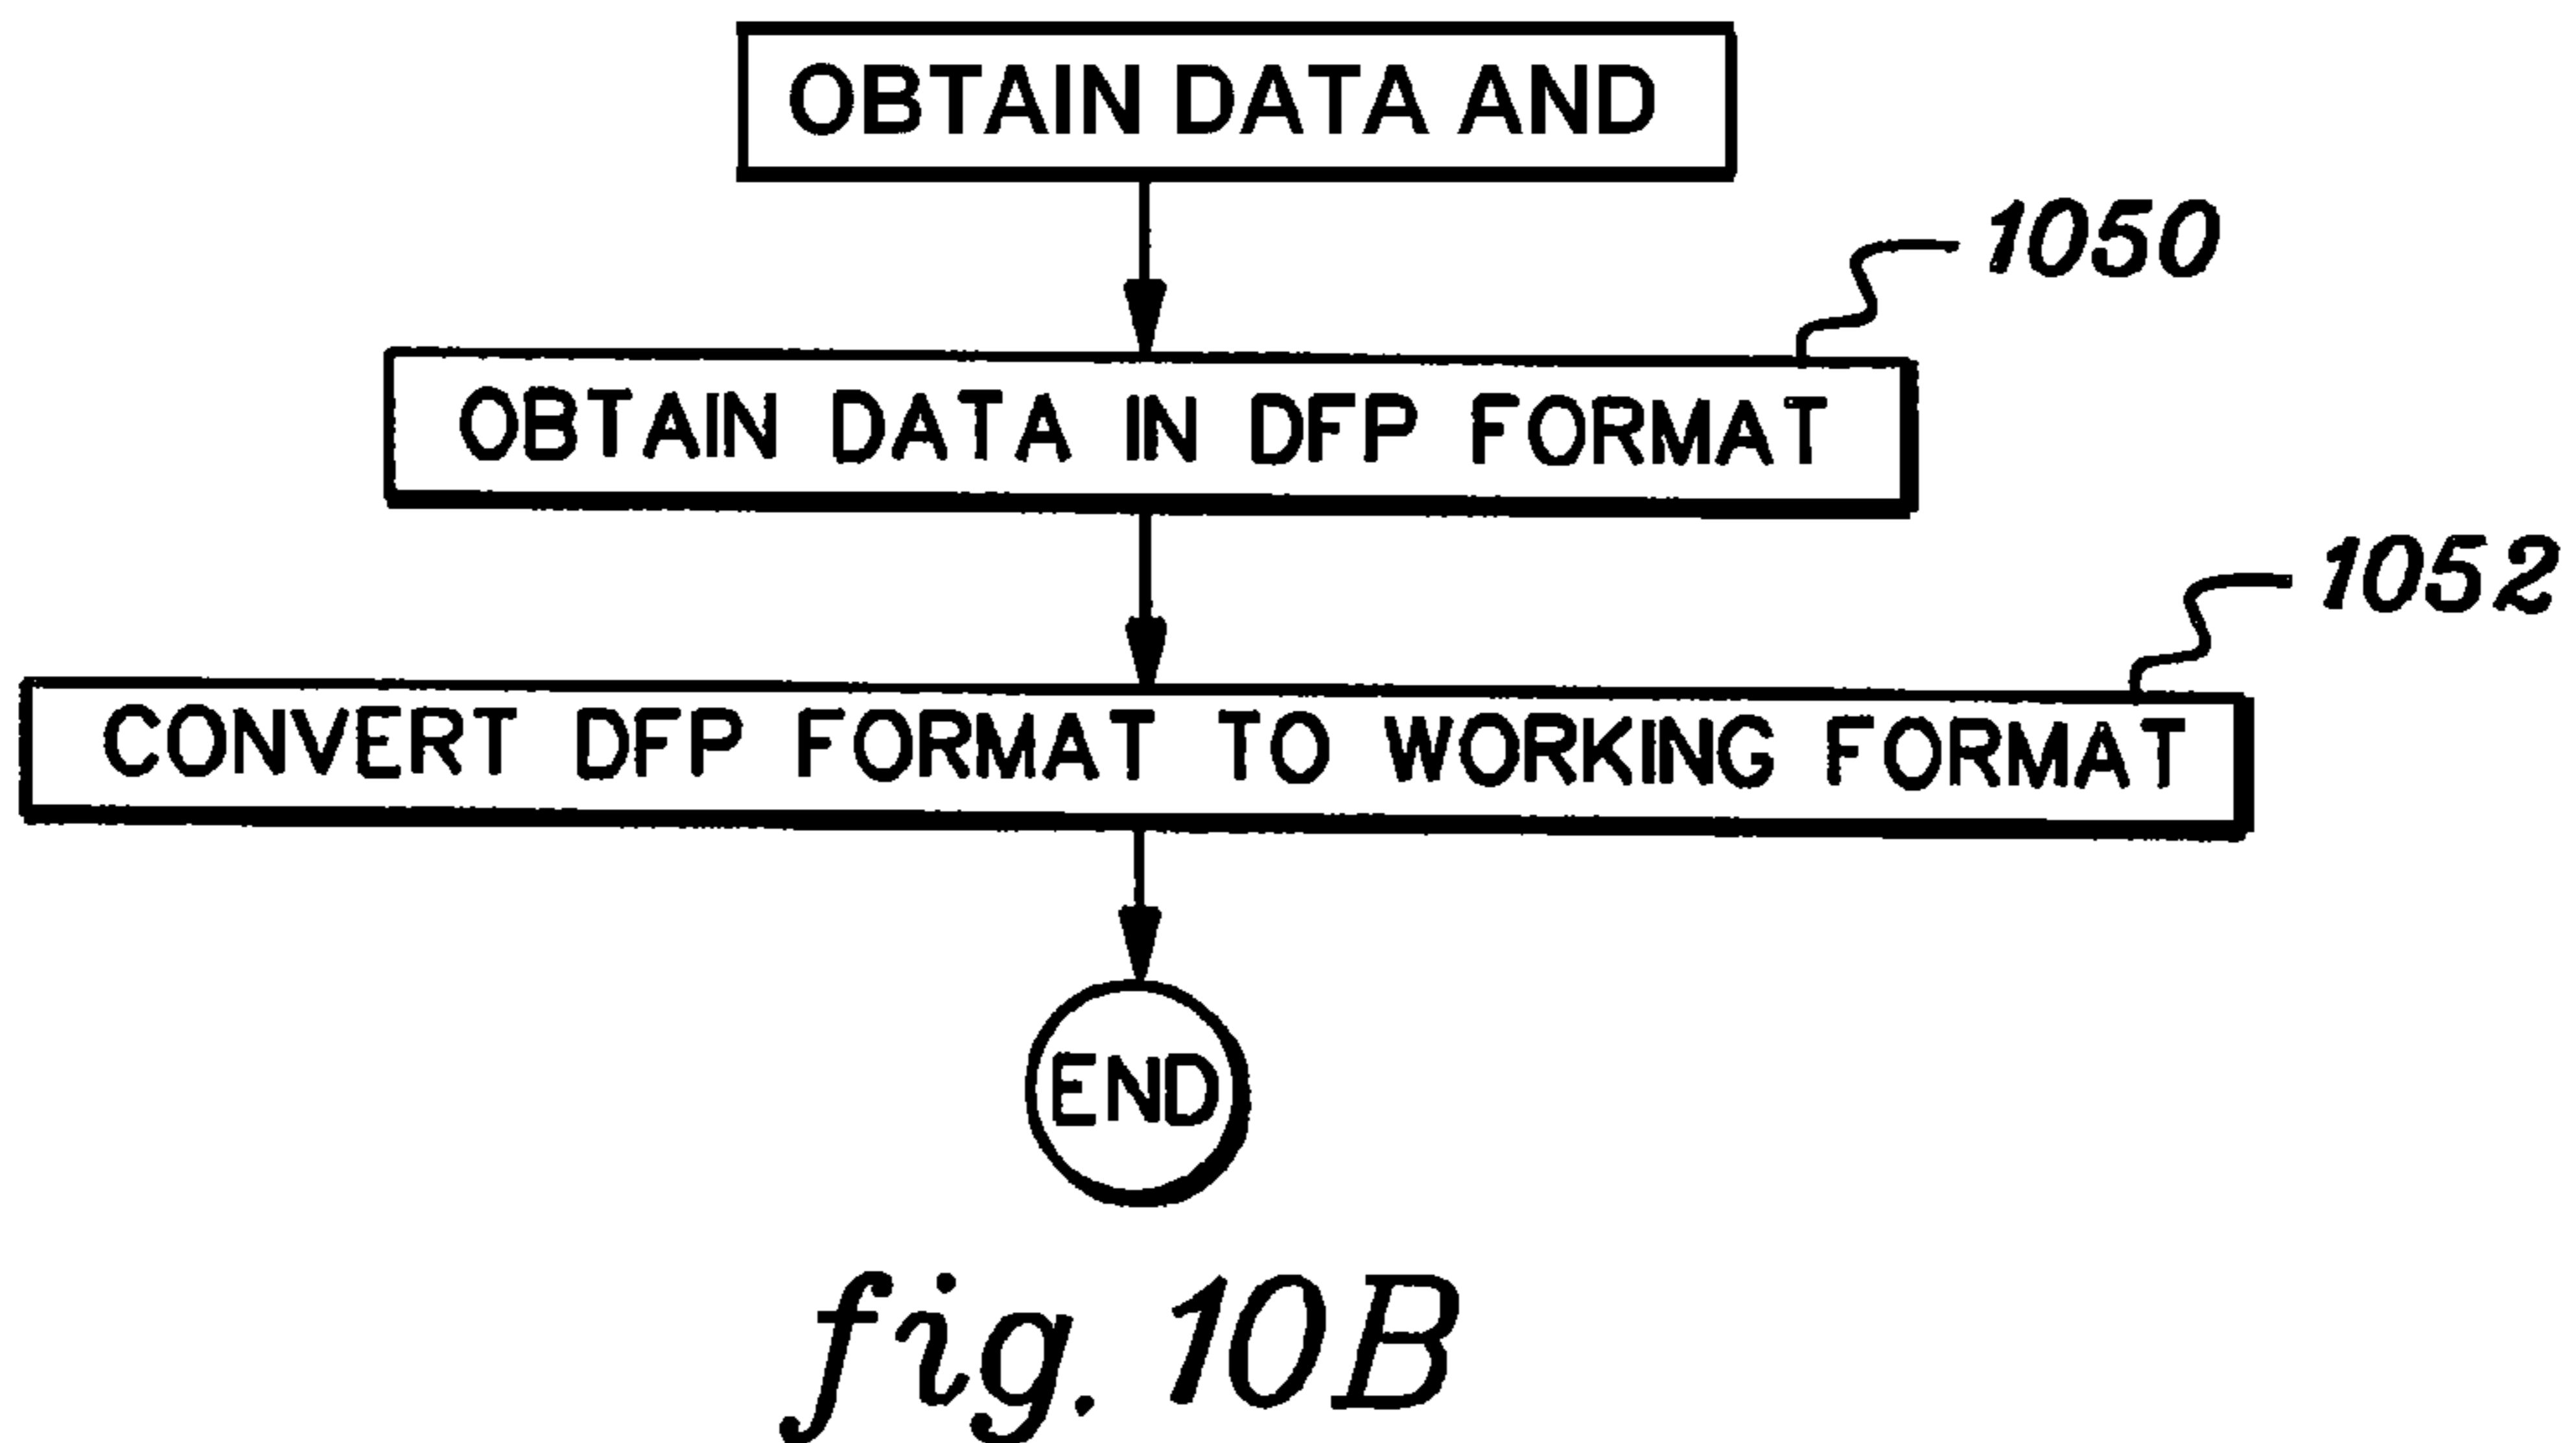 OBTAIN DATA AND
1050
OBTAIN DATA IN DFP FORMAT
1052
CONVERT DFP FORMAT TO WORKING FORMAT
END
fig. 10B